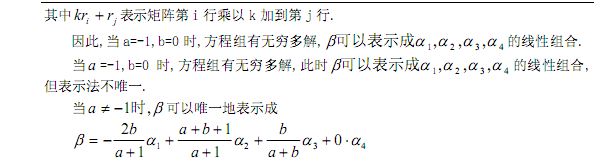 其中$kr_i + r_j$表示矩阵第 i 行乘以 k 加到第 j 行.
因此,当 a=-1,b=0 时,方程组有无穷多解, $\beta$可以表示成$\alpha_1,\alpha_2,\alpha_3,\alpha_4$ 的线性组合.
当$a$ =-1,b=0 时,方程组有无穷多解,此时 $\beta$可以表示成$\alpha_1,\alpha_2,\alpha_3,\alpha_4$ 的线性组合,
但表示法不唯一.
当$a \neq -1$时, $\beta$ 可以唯一地表示成
$\beta = -\frac{2b}{a+1}\alpha_1 + \frac{a+b+1}{a+1}\alpha_2 + \frac{b}{a+b}\alpha_3 + 0 \cdot \alpha_4$